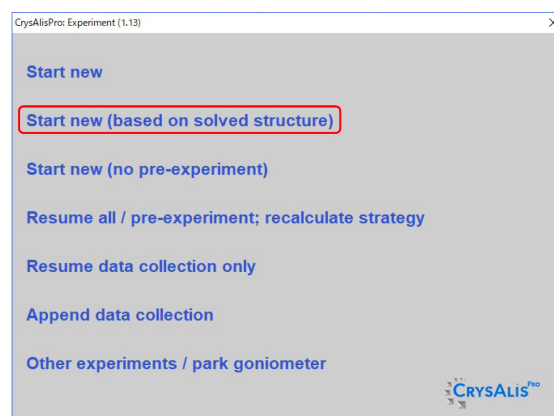 CrysAlisPro: Experiment (1.13)
Start new
Start new (based on solved structure)
Start new (no pre-experiment)
Resume all / pre-experiment; recalculate strategy
Resume data collection only
Append data collection
Other experiments / park goniometer
CRYSALIS PRO